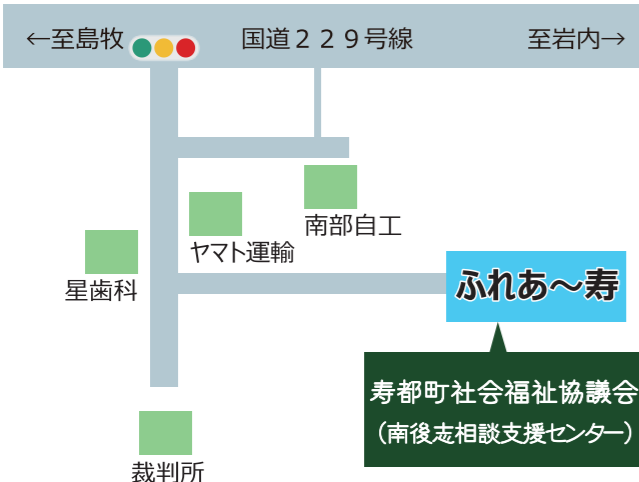 ←至島牧
国道２２９号線
至岩内→
南部自工
ヤマト運輸
星歯科
ふれあ～寿
寿都町社会福祉協議会
（南後志相談支援センター）
裁判所